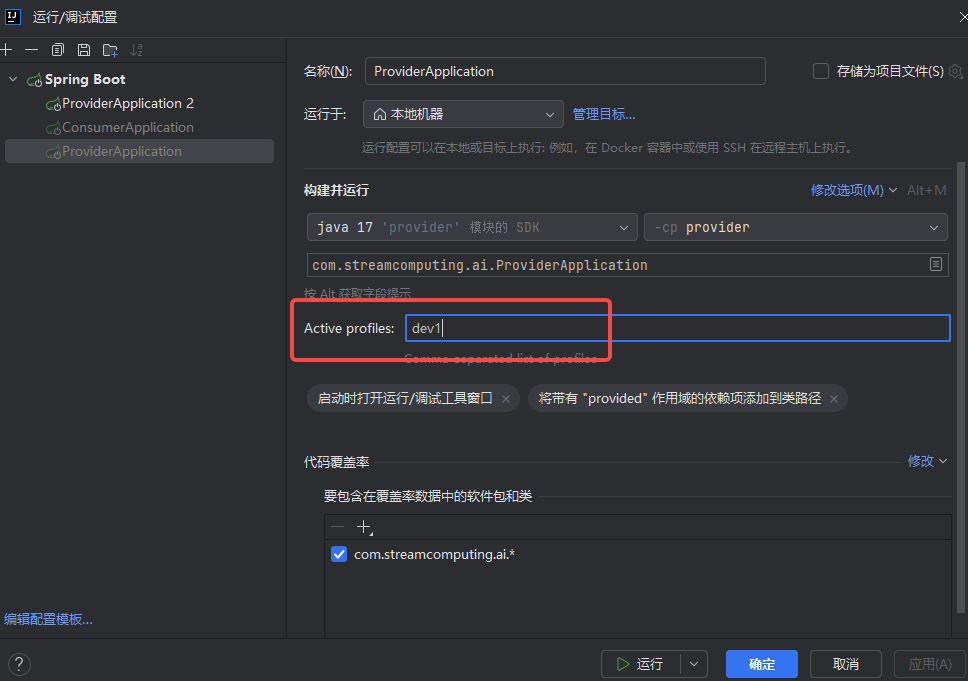 运行/调试配置
Spring Boot
ProviderApplication 2
ConsumerApplication
ProviderApplication
编辑配置模板...
名称(N): ProviderApplication 存储为项目文件(S)
运行于: 本地机器 管理目标...
运行配置可以在本地或目标上执行: 例如，在 Docker 容器中或使用 SSH 在远程主机上执行。
构建并运行 修改选项(M) Alt+M
java 17 'provider' 模块的 SDK -cp provider
com.streamcomputing.ai.ProviderApplication
按 Alt 获取字段提示
Active profiles: dev1
Comma separated list of profiles
启动时打开运行/调试工具窗口 × 将带有 "provided" 作用域的依赖项添加到类路径 ×
代码覆盖率 修改
要包含在覆盖率数据中的软件包和类
com.streamcomputing.ai.*
? 运行 确定 取消 应用(A)